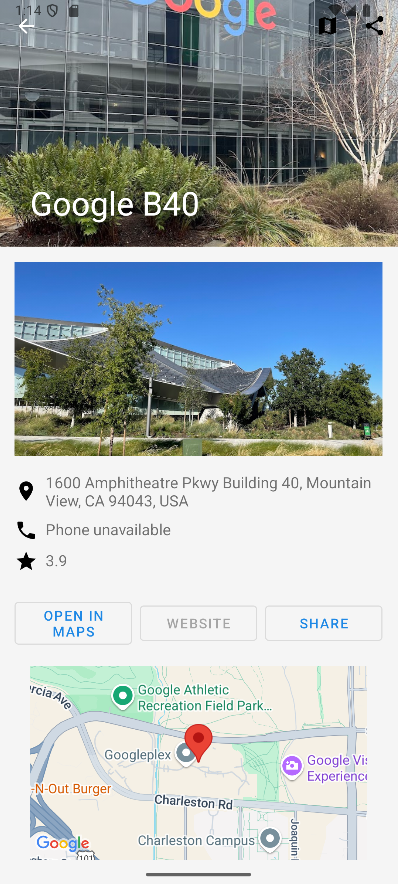 1:14
Google
Google B40
1600 Amphitheatre Pkwy Building 40, Mountain
View, CA 94043, USA
Phone unavailable
3.9
OPEN IN
MAPS
WEBSITE
SHARE
rcia Ave
Google Athletic
Recreation Field Park...
Googleplex
Google Vis
Experience
-N-Out Burger
Charleston Rd
Charleston Campus
Joaquin
Google
101